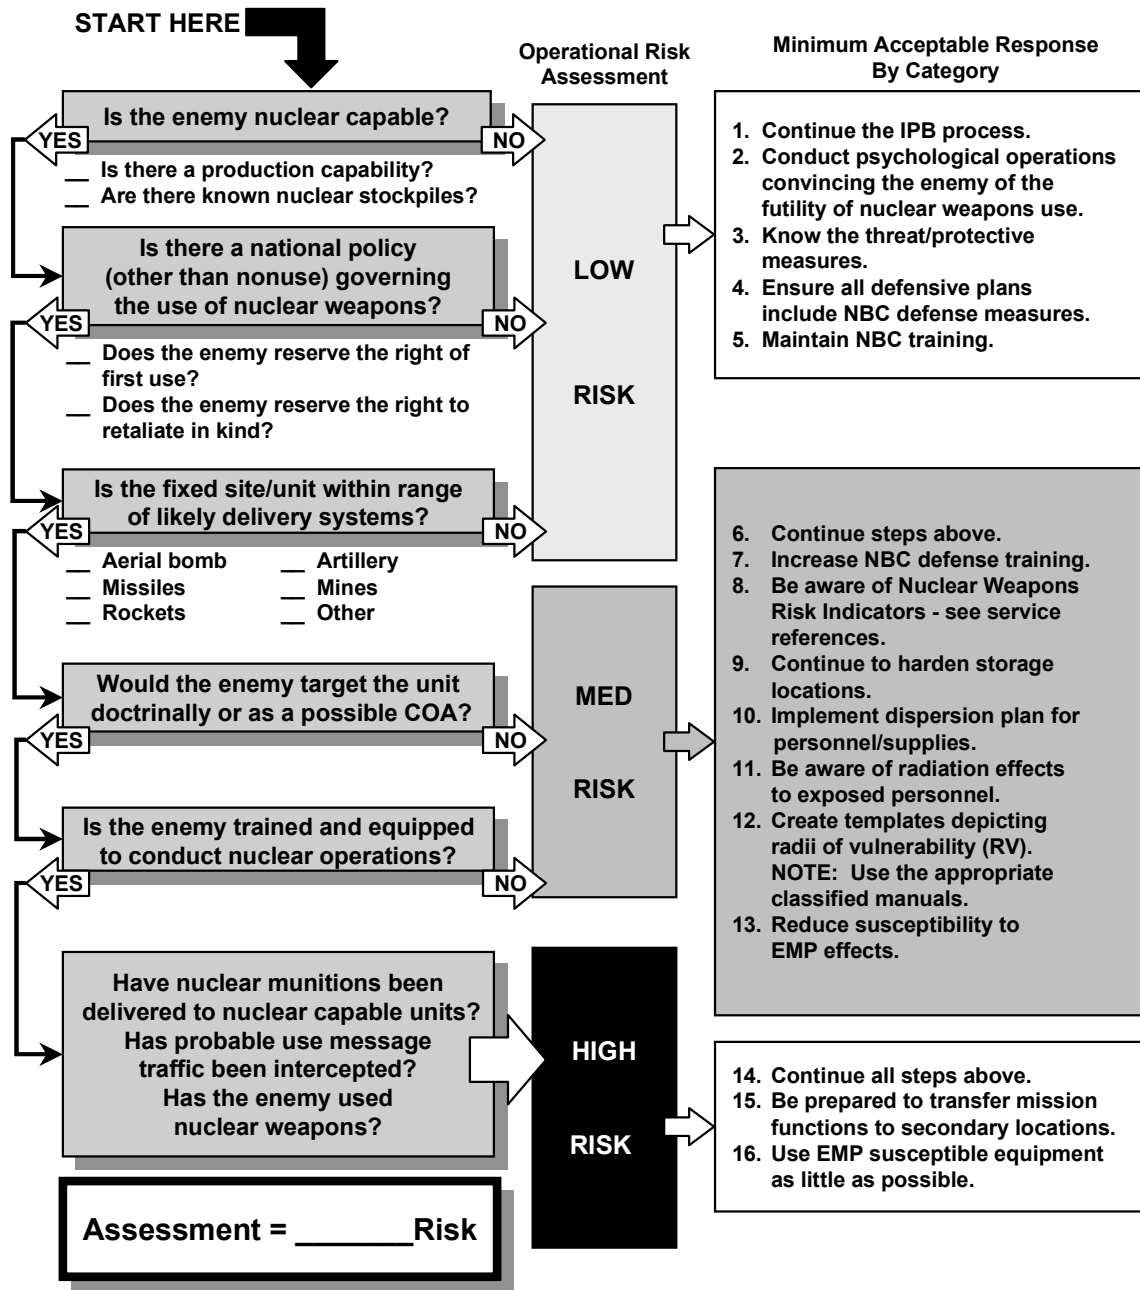 START HERE
Operational Risk
Assessment
Minimum Acceptable Response
By Category
Is the enemy nuclear capable?
YES
NO
__ Is there a production capability?
__ Are there known nuclear stockpiles?
Is there a national policy
(other than nonuse) governing
the use of nuclear weapons?
YES
NO
__ Does the enemy reserve the right of
first use?
__ Does the enemy reserve the right to
retaliate in kind?
Is the fixed site/unit within range
of likely delivery systems?
YES
NO
__ Aerial bomb __ Artillery
__ Missiles __ Mines
__ Rockets __ Other
Would the enemy target the unit
doctrinally or as a possible COA?
YES
NO
Is the enemy trained and equipped
to conduct nuclear operations?
YES
NO
Have nuclear munitions been
delivered to nuclear capable units?
Has probable use message
traffic been intercepted?
Has the enemy used
nuclear weapons?
Assessment = _______Risk
LOW
RISK
MED
RISK
HIGH
RISK
1. Continue the IPB process.
2. Conduct psychological operations
convincing the enemy of the
futility of nuclear weapons use.
3. Know the threat/protective
measures.
4. Ensure all defensive plans
include NBC defense measures.
5. Maintain NBC training.
6. Continue steps above.
7. Increase NBC defense training.
8. Be aware of Nuclear Weapons
Risk Indicators - see service
references.
9. Continue to harden storage
locations.
10. Implement dispersion plan for
personnel/supplies.
11. Be aware of radiation effects
to exposed personnel.
12. Create templates depicting
radii of vulnerability (RV).
NOTE: Use the appropriate
classified manuals.
13. Reduce susceptibility to
EMP effects.
14. Continue all steps above.
15. Be prepared to transfer mission
functions to secondary locations.
16. Use EMP susceptible equipment
as little as possible.